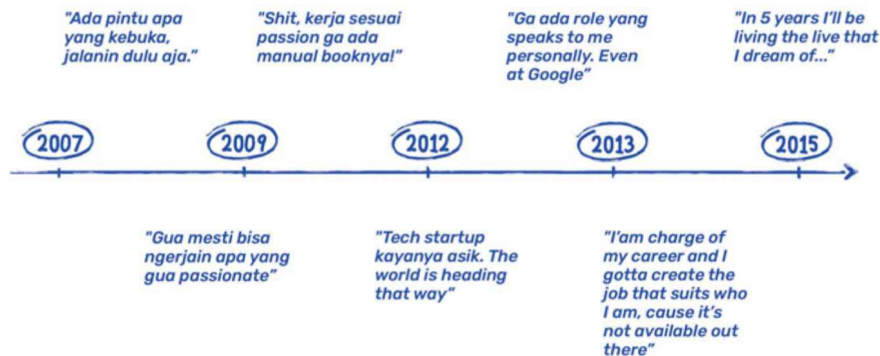 "Ada pintu apa
yang kebuka,
jalanin dulu aja."
"Shit, kerja sesuai
passion ga ada
manual booknya!"
"Ga ada role yang
speaks to me
personally. Even
at Google"
"In 5 years I'll be
living the live that
I dream of..."
2007
2009
2012
2013
2015
"Gua mesti bisa
ngerjain apa yang
gua passionate"
"Tech startup
kayanya asik. The
world is heading
that way"
"I'am charge of
my career and I
gotta create the
job that suits who
I am, cause it's
not available out
there"